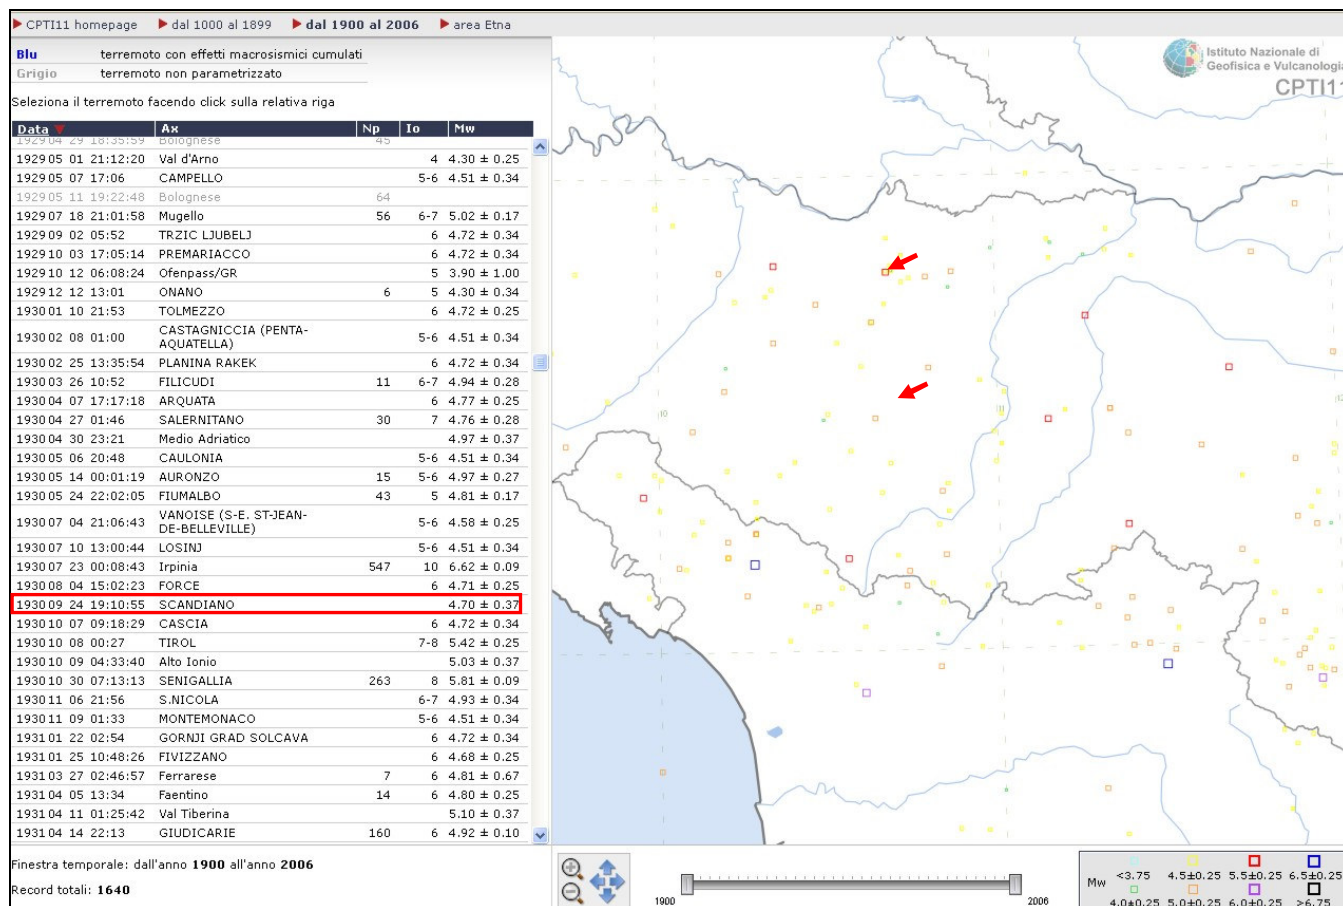 CPTI11 homepage dal 1000 al 1899 dal 1900 al 2006 area Etna
Blu terremoto con effetti macrosismici cumulati
Grigio terremoto non parametrizzato
Seleziona il terremoto facendo click sulla relativa riga
Data Ax Np Io Mw
1929 04 29 18:35:59 Bolognese 45
1929 05 01 21:12:20 Val d'Arno 4 4.30 ± 0.25
1929 05 07 17:06 CAMPELLO 5-6 4.51 ± 0.34
1929 05 11 19:22:48 Bolognese 64
1929 07 18 21:01:58 Mugello 56 6-7 5.02 ± 0.17
1929 09 02 05:52 TRZIC LJUBELJ 6 4.72 ± 0.34
1929 10 03 17:05:14 PREMARIACCO 6 4.72 ± 0.34
1929 10 12 06:08:24 Ofenpass/GR 5 3.90 ± 1.00
1929 12 12 13:01 ONANO 6 5 4.30 ± 0.34
1930 01 10 21:53 TOLMEZZO 6 4.72 ± 0.25
1930 02 08 01:00 CASTAGNICCIA (PENTA-
AQUATELLA) 5-6 4.51 ± 0.34
1930 02 25 13:35:54 PLANINA RAKEK 6 4.72 ± 0.34
1930 03 26 10:52 FILICUDI 11 6-7 4.94 ± 0.28
1930 04 07 17:17:18 ARQUATA 6 4.77 ± 0.25
1930 04 27 01:46 SALERNITANO 30 7 4.76 ± 0.28
1930 04 30 23:21 Medio Adriatico 4.97 ± 0.37
1930 05 06 20:48 CAULONIA 5-6 4.51 ± 0.34
1930 05 14 00:01:19 AURONZO 15 5-6 4.97 ± 0.27
1930 05 24 22:02:05 FIUMALBO 43 5 4.81 ± 0.17
1930 07 04 21:06:43 VANOISE (S-E. ST-JEAN-
DE-BELLEVILLE) 5-6 4.58 ± 0.25
1930 07 10 13:00:44 LOSINJ 5-6 4.51 ± 0.34
1930 07 23 00:08:43 Irpinia 547 10 6.62 ± 0.09
1930 08 04 15:02:23 FORCE 6 4.71 ± 0.25
1930 09 24 19:10:55 SCANDIANO 4.70 ± 0.37
1930 10 07 09:18:29 CASCIA 6 4.72 ± 0.34
1930 10 08 00:27 TIROL 7-8 5.42 ± 0.25
1930 10 09 04:33:40 Alto Ionio 5.03 ± 0.37
1930 10 30 07:13:13 SENIGALLIA 263 8 5.81 ± 0.09
1930 11 06 21:56 S.NICOLA 6-7 4.93 ± 0.34
1930 11 09 01:33 MONTEMONACO 5-6 4.51 ± 0.34
1931 01 22 02:54 GORNJI GRAD SOLCAVA 6 4.72 ± 0.34
1931 01 25 10:48:26 FIVIZZANO 6 4.68 ± 0.25
1931 03 27 02:46:57 Ferrarese 7 6 4.81 ± 0.67
1931 04 05 13:34 Faentino 14 6 4.80 ± 0.25
1931 04 11 01:25:42 Val Tiberina 5.10 ± 0.37
1931 04 14 22:13 GIUDICARIE 160 6 4.92 ± 0.10
Finestra temporale: dall'anno 1900 all'anno 2006
Record totali: 1640
Istituto Nazionale di
Geofisica e Vulcanologia
CPTI11
10 11 12
1900 2006
Mw <3.75 4.5±0.25 5.5±0.25 6.5±0.25
4.0±0.25 5.0±0.25 6.0±0.25 >6.75